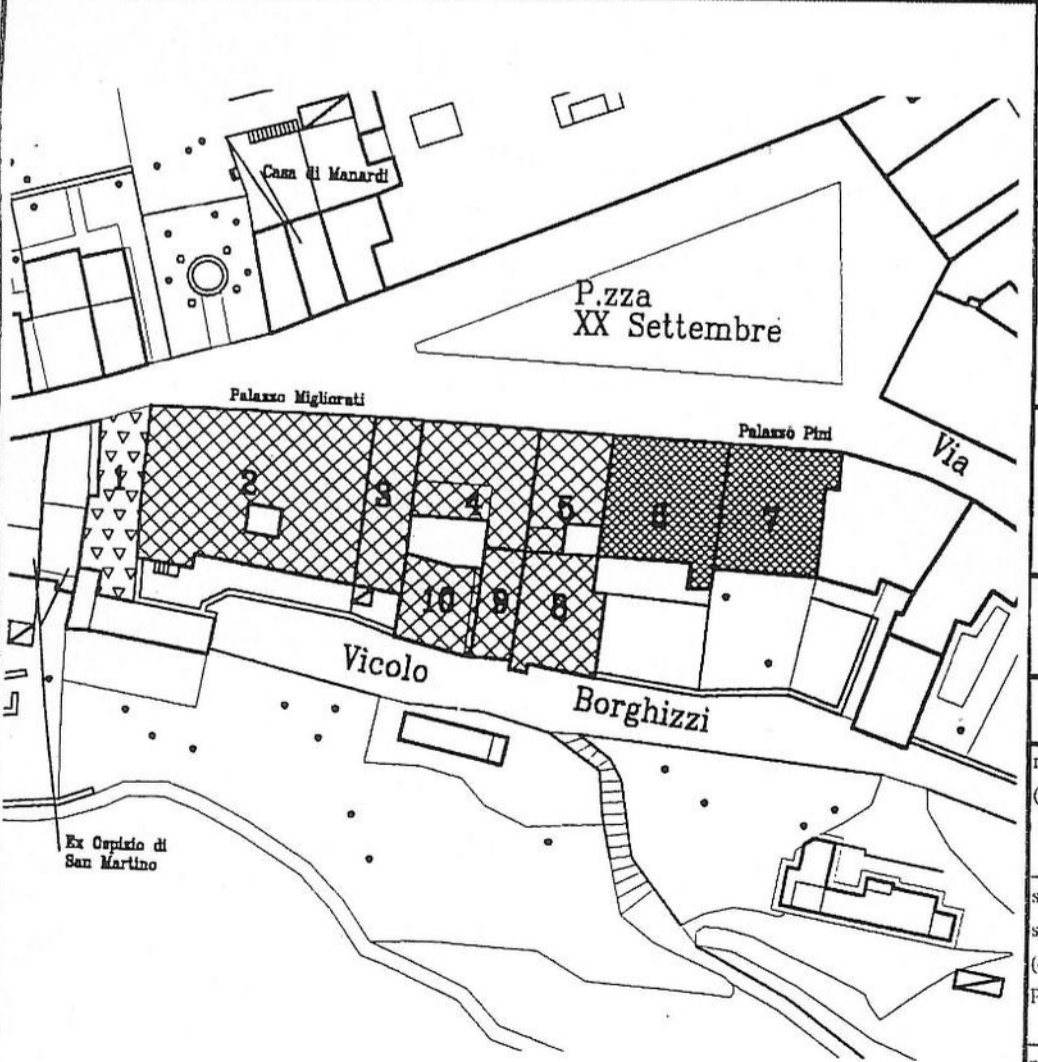 Casa di Manardi
P.zza
XX Settembre
Palazzo Migliorati
Palazzo Pini
Via
1
2
3
4
5
6
7
10
9
8
Vicolo
Borghizzi
Ex Ospizio di
San Martino